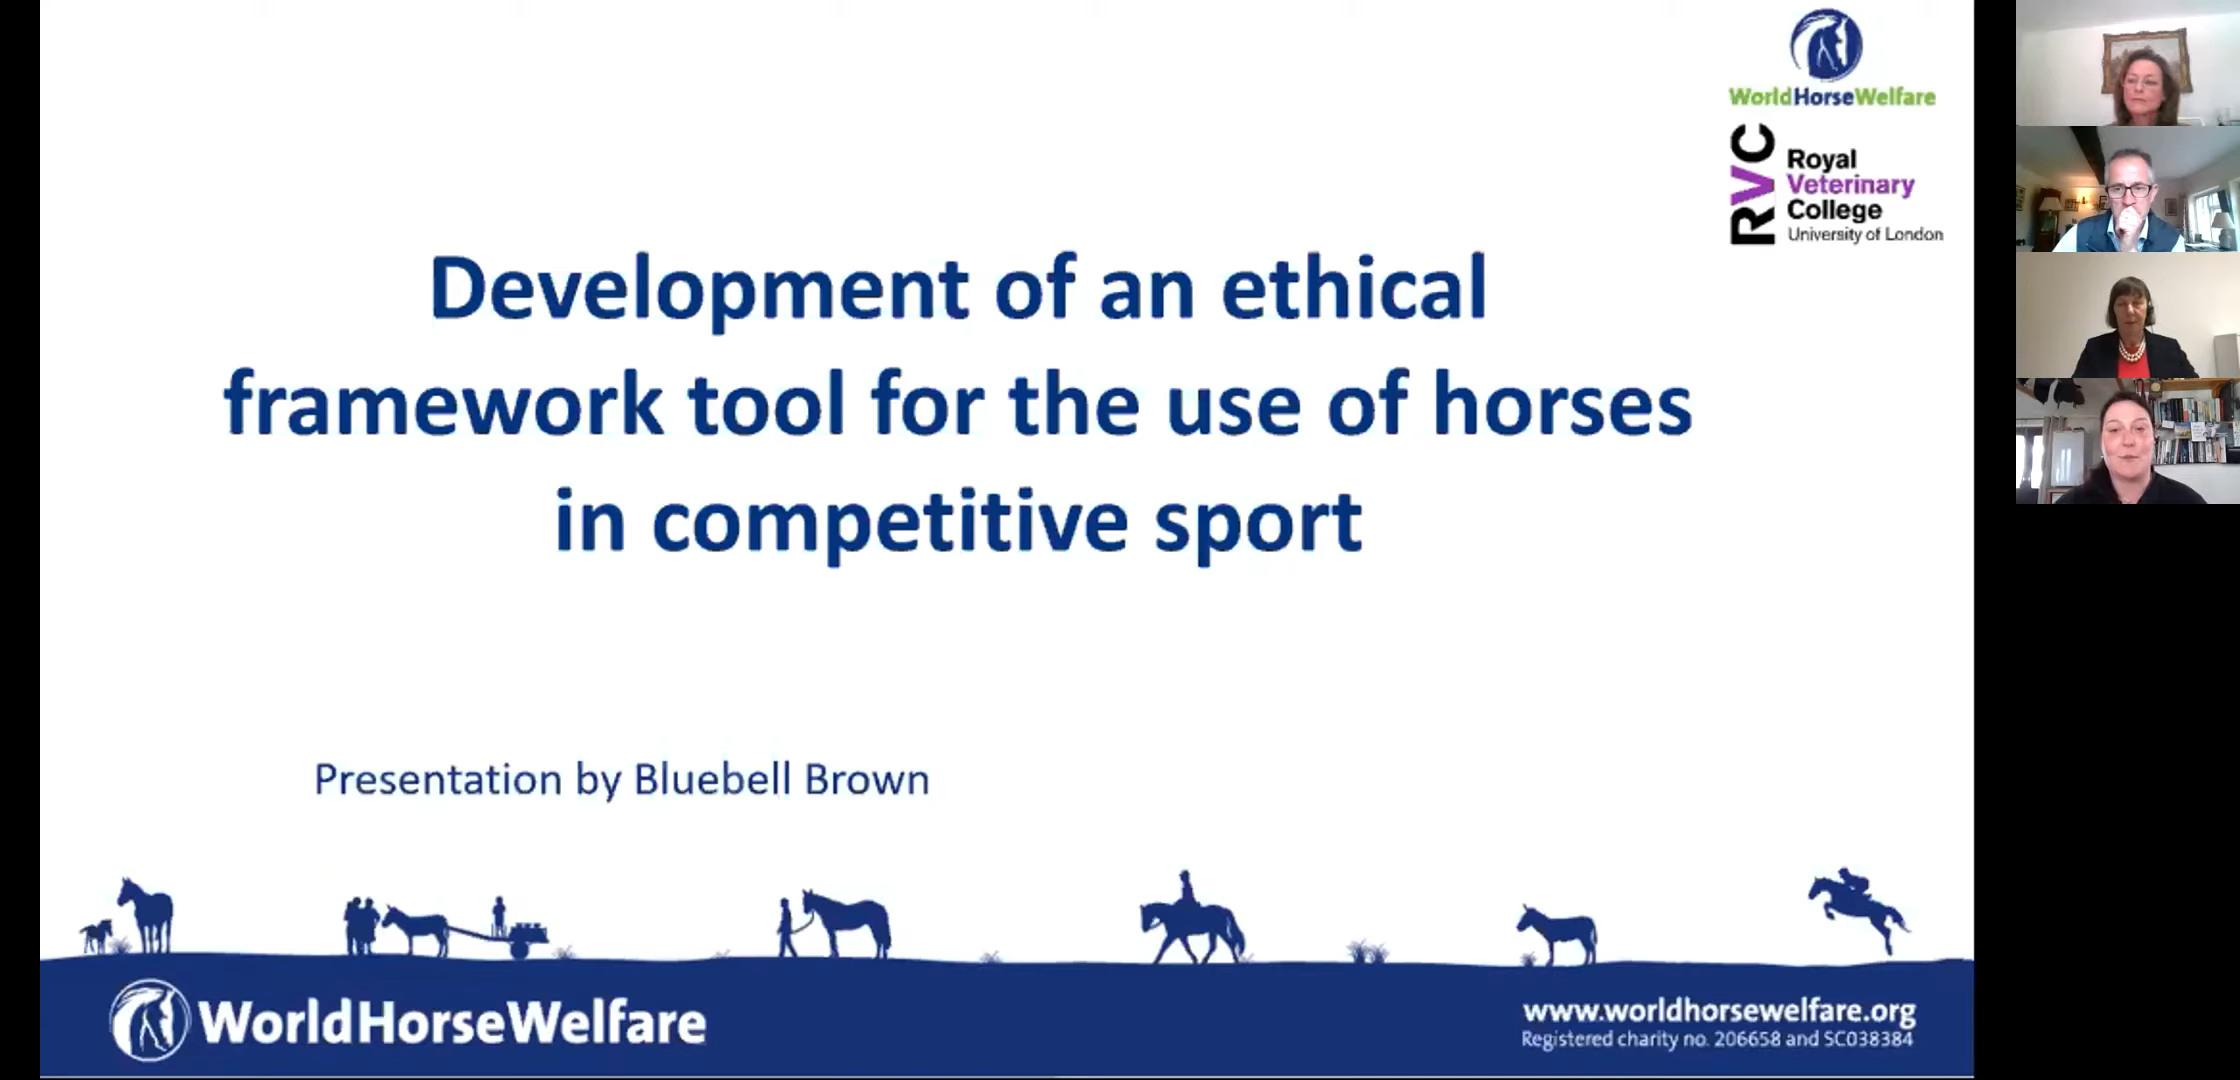 WorldHorseWelfare
RVC
Royal
Veterinary
College
University of London
Development of an ethical
framework tool for the use of horses
in competitive sport
Presentation by Bluebell Brown
WorldHorseWelfare
www.worldhorsewelfare.org
Registered charity no. 206658 and SC038384